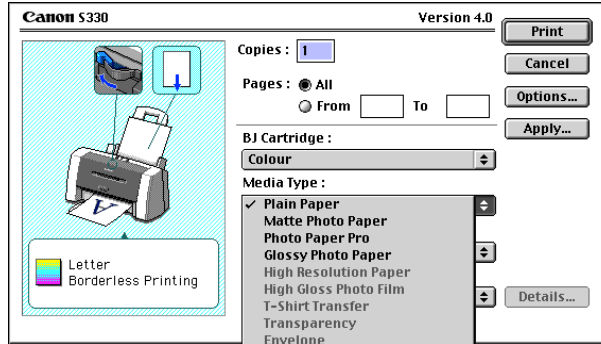 Canon S330
Version 4.0
Print
Cancel
Options...
Apply...
Copies : 1
Pages : All
From To
BJ Cartridge :
Colour
Media Type :
✓ Plain Paper
Matte Photo Paper
Photo Paper Pro
Glossy Photo Paper
High Resolution Paper
High Gloss Photo Film
T-Shirt Transfer
Transparency
Envelope
Details...
A
Letter
Borderless Printing